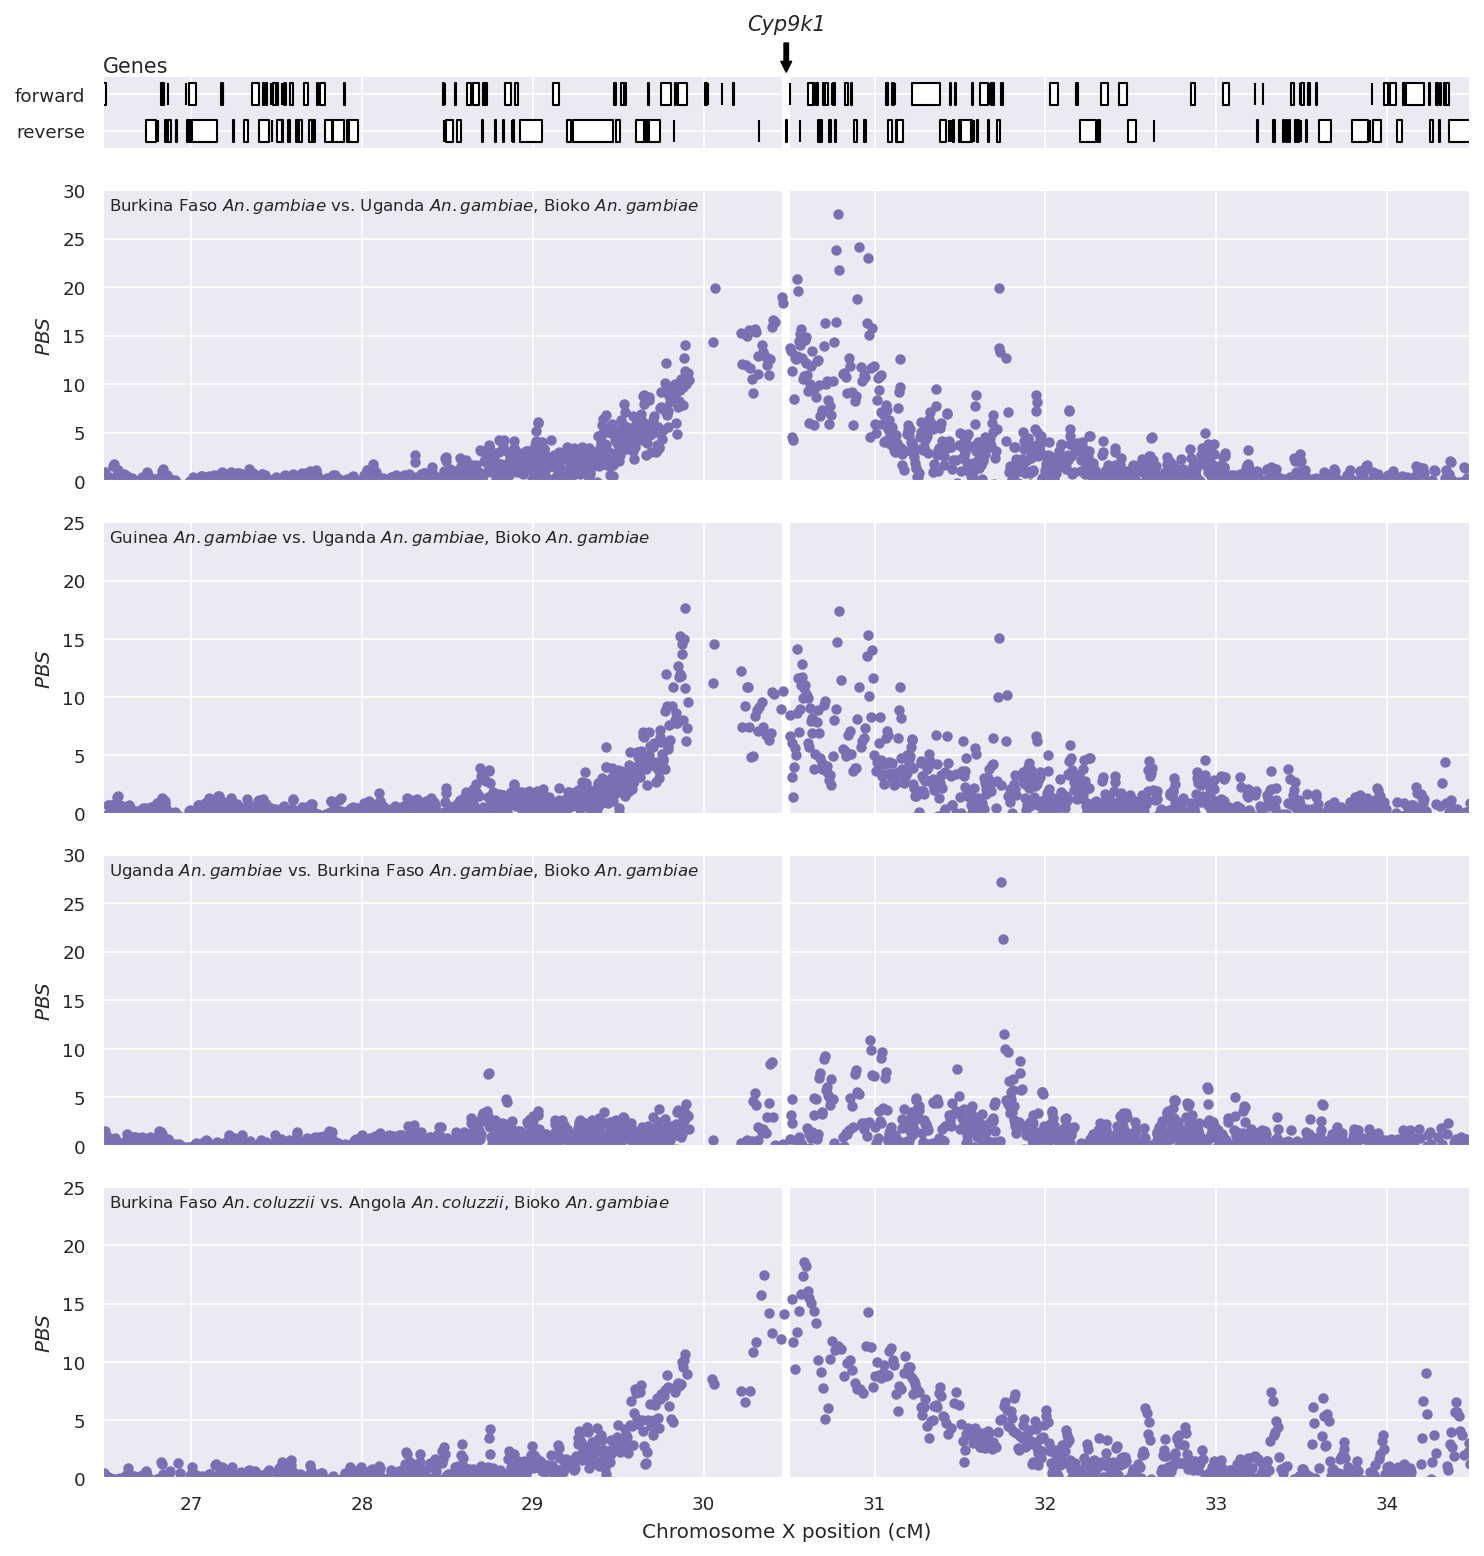 Cyp9k1
Genes
forward
reverse
30
Burkina Faso An. gambiae vs. Uganda An. gambiae, Bioko An. gambiae
25
20
PBS
15
10
5
0
25
Guinea An. gambiae vs. Uganda An. gambiae, Bioko An. gambiae
20
15
PBS
10
5
0
30
Uganda An. gambiae vs. Burkina Faso An. gambiae, Bioko An. gambiae
25
20
PBS
15
10
5
0
25
Burkina Faso An. coluzzii vs. Angola An. coluzzii, Bioko An. gambiae
20
15
PBS
10
5
0
27 28 29 30 31 32 33 34
Chromosome X position (cM)